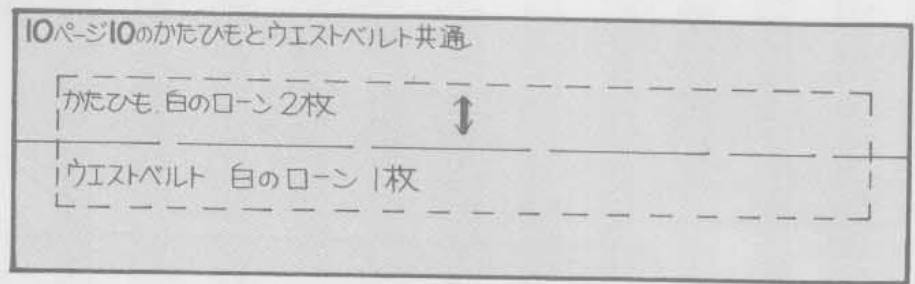 10ページ10のかたひもとウエストベルト共通
かたひも 白のローン2枚
ウエストベルト 白のローン1枚